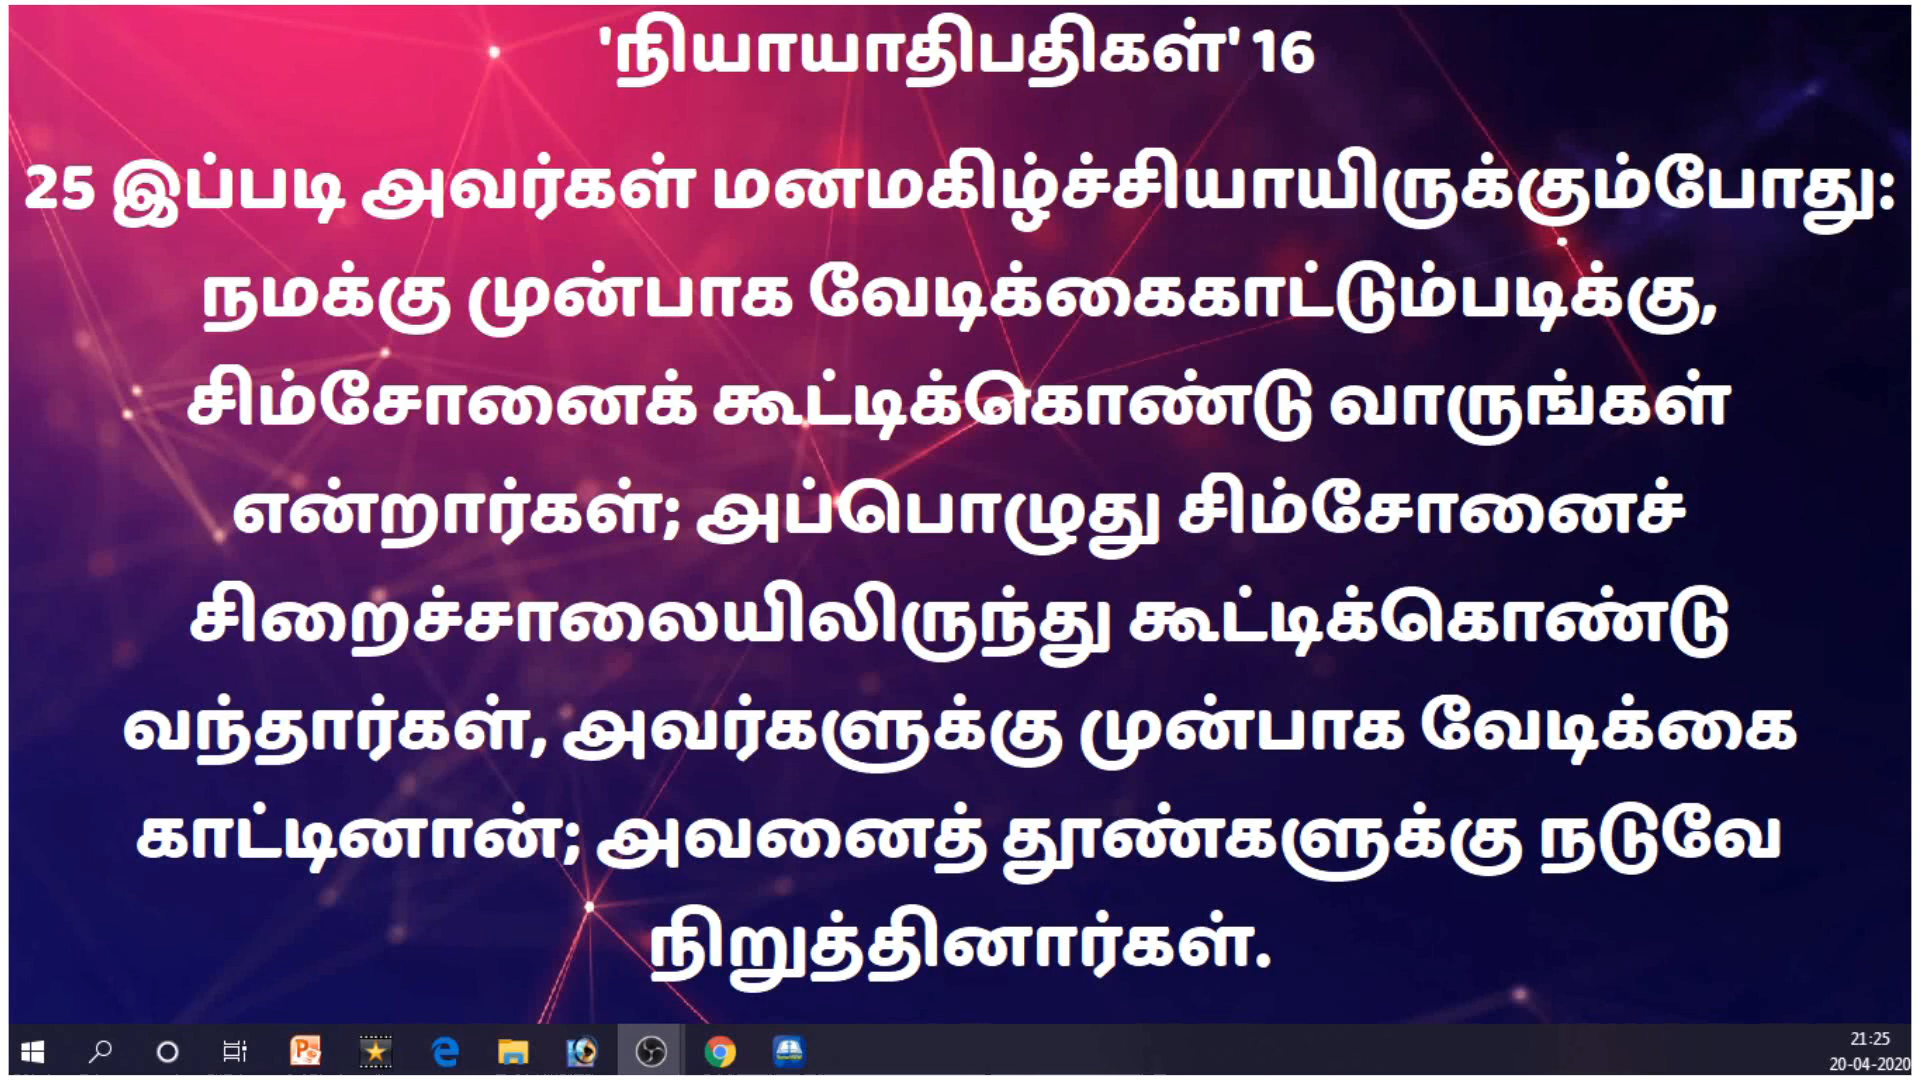 'நியாயாதிபதிகள்' 16
25 இப்படி அவர்கள் மனமகிழ்ச்சியாயிருக்கும்போது:
நமக்கு முன்பாக வேடிக்கைகாட்டும்படிக்கு,
சிம்சோனைக் கூட்டிக்கொண்டு வாருங்கள்
என்றார்கள்; அப்பொழுது சிம்சோனைச்
சிறைச்சாலையிலிருந்து கூட்டிக்கொண்டு
வந்தார்கள், அவர்களுக்கு முன்பாக வேடிக்கை
காட்டினான்; அவனைத் தூண்களுக்கு நடுவே
நிறுத்தினார்கள்.
21:25
20-04-2020